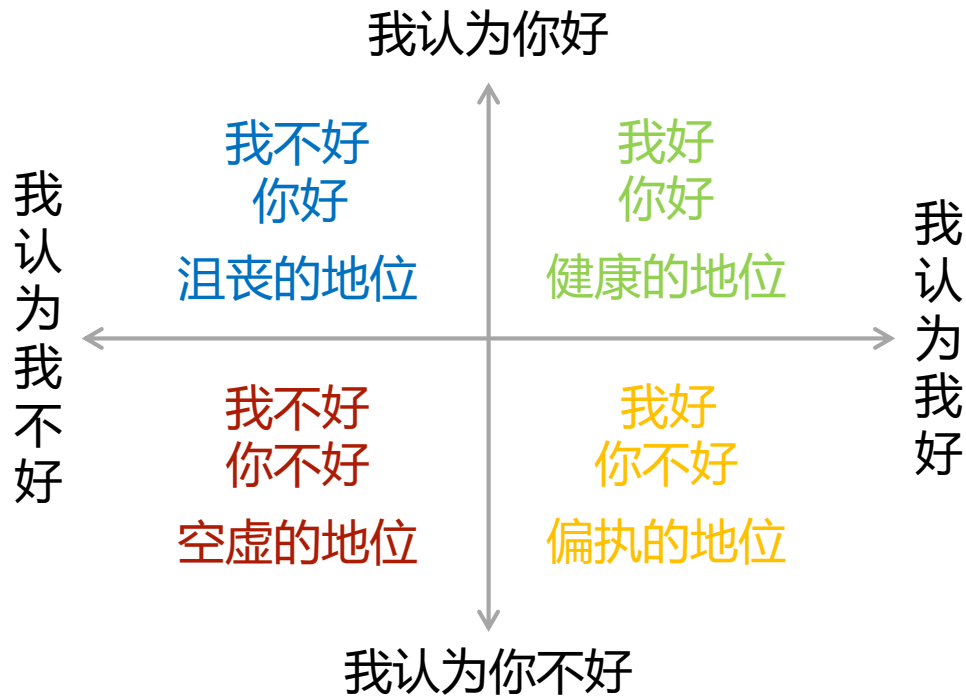 我认为你好
我不好
你好
沮丧的地位
我好
你好
健康的地位
我认为我不好
我认为我好
我不好
你不好
空虚的地位
我好
你不好
偏执的地位
我认为你不好